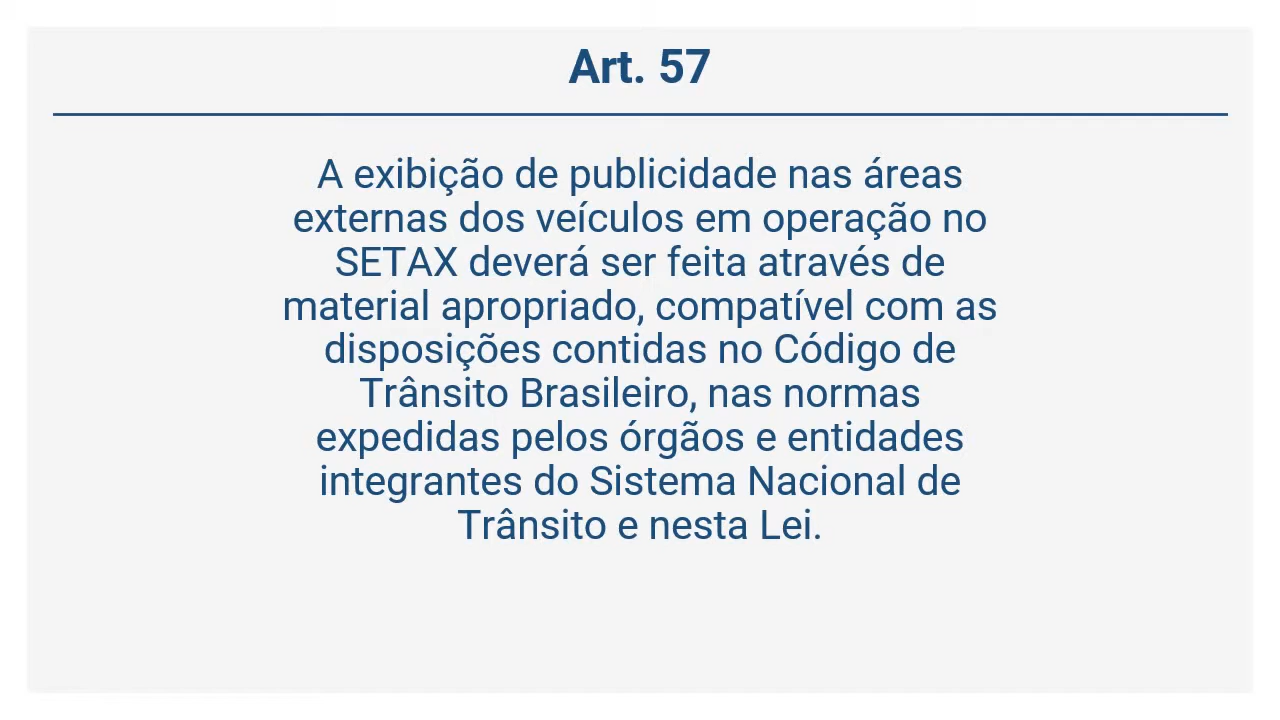 Art. 57
A exibição de publicidade nas áreas
externas dos veículos em operação no
SETAX deverá ser feita através de
material apropriado, compatível com as
disposições contidas no Código de
Trânsito Brasileiro, nas normas
expedidas pelos órgãos e entidades
integrantes do Sistema Nacional de
Trânsito e nesta Lei.